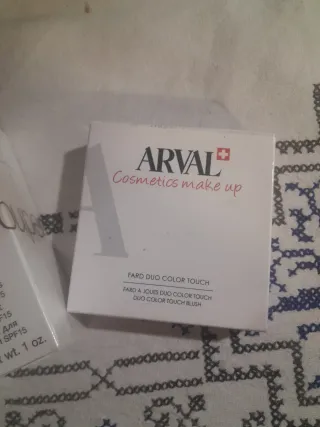 ARVAL
Cosmetics make up
A
FARD DUO COLOR TOUCH
FARD A JOUES DUO COLOR TOUCH
DUO COLOR TOUCH BLUSH
для
SPF15
wt. 1 oz.